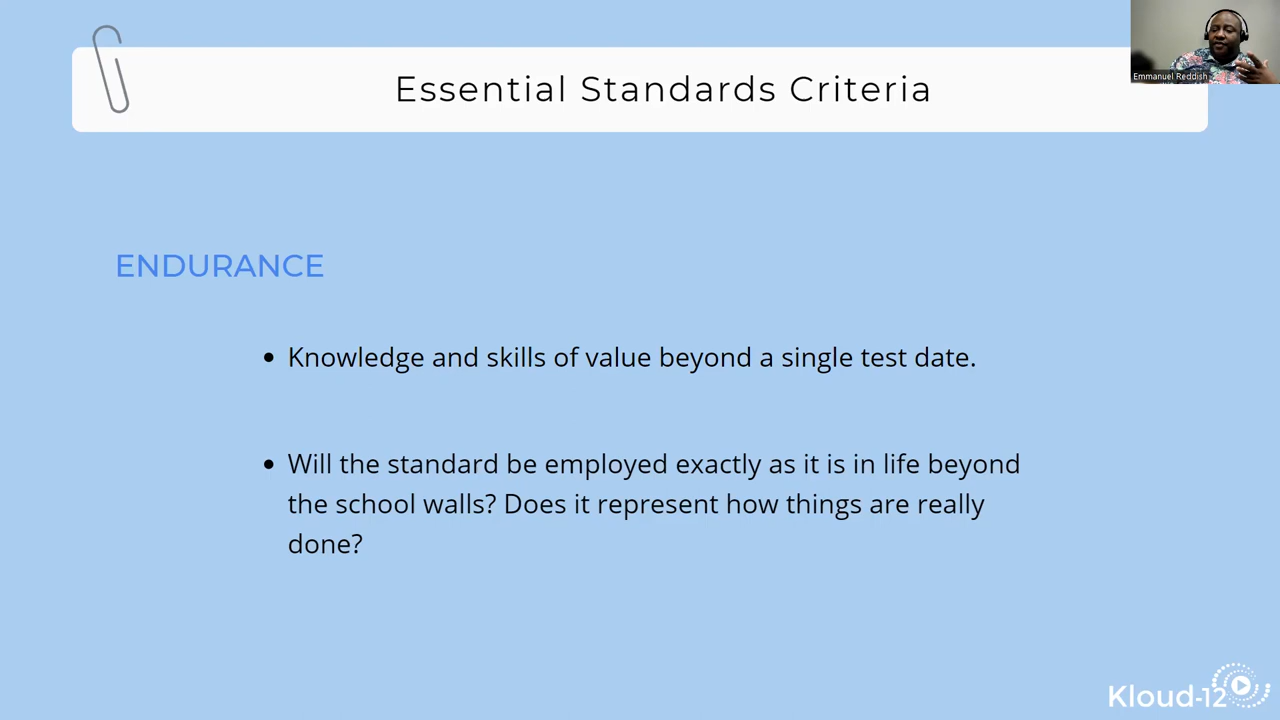 Essential Standards Criteria
Emmanuel Reddish
ENDURANCE
• Knowledge and skills of value beyond a single test date.
• Will the standard be employed exactly as it is in life beyond
the school walls? Does it represent how things are really
done?
Kloud-12